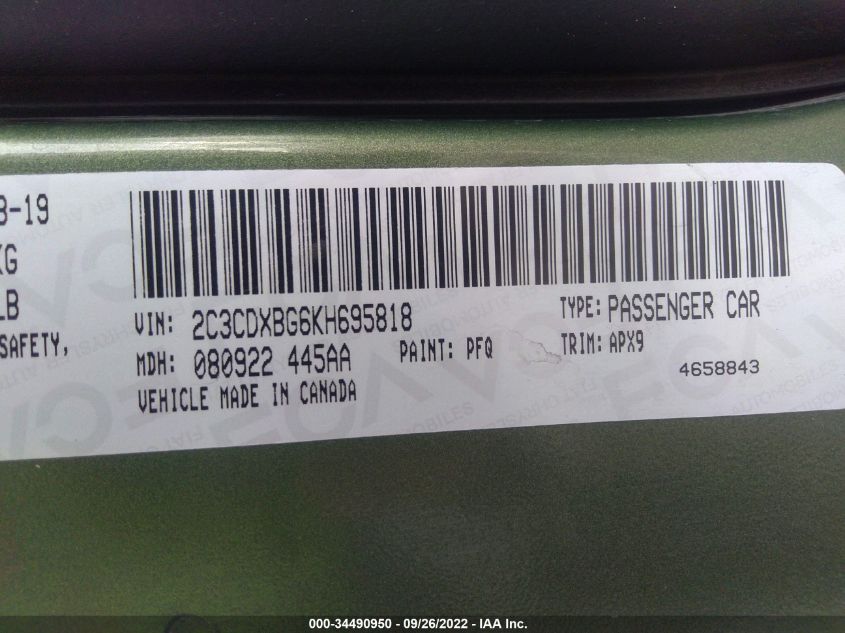 8-19
KG
LB
SAFETY,
VIN: 2C3CDXBG6KH695818
TYPE: PASSENGER CAR
MDH: 080922 445AA
PAINT: PFQ
TRIM: APX9
VEHICLE MADE IN CANADA
4658843
000-34490950 - 09/26/2022 - IAA Inc.